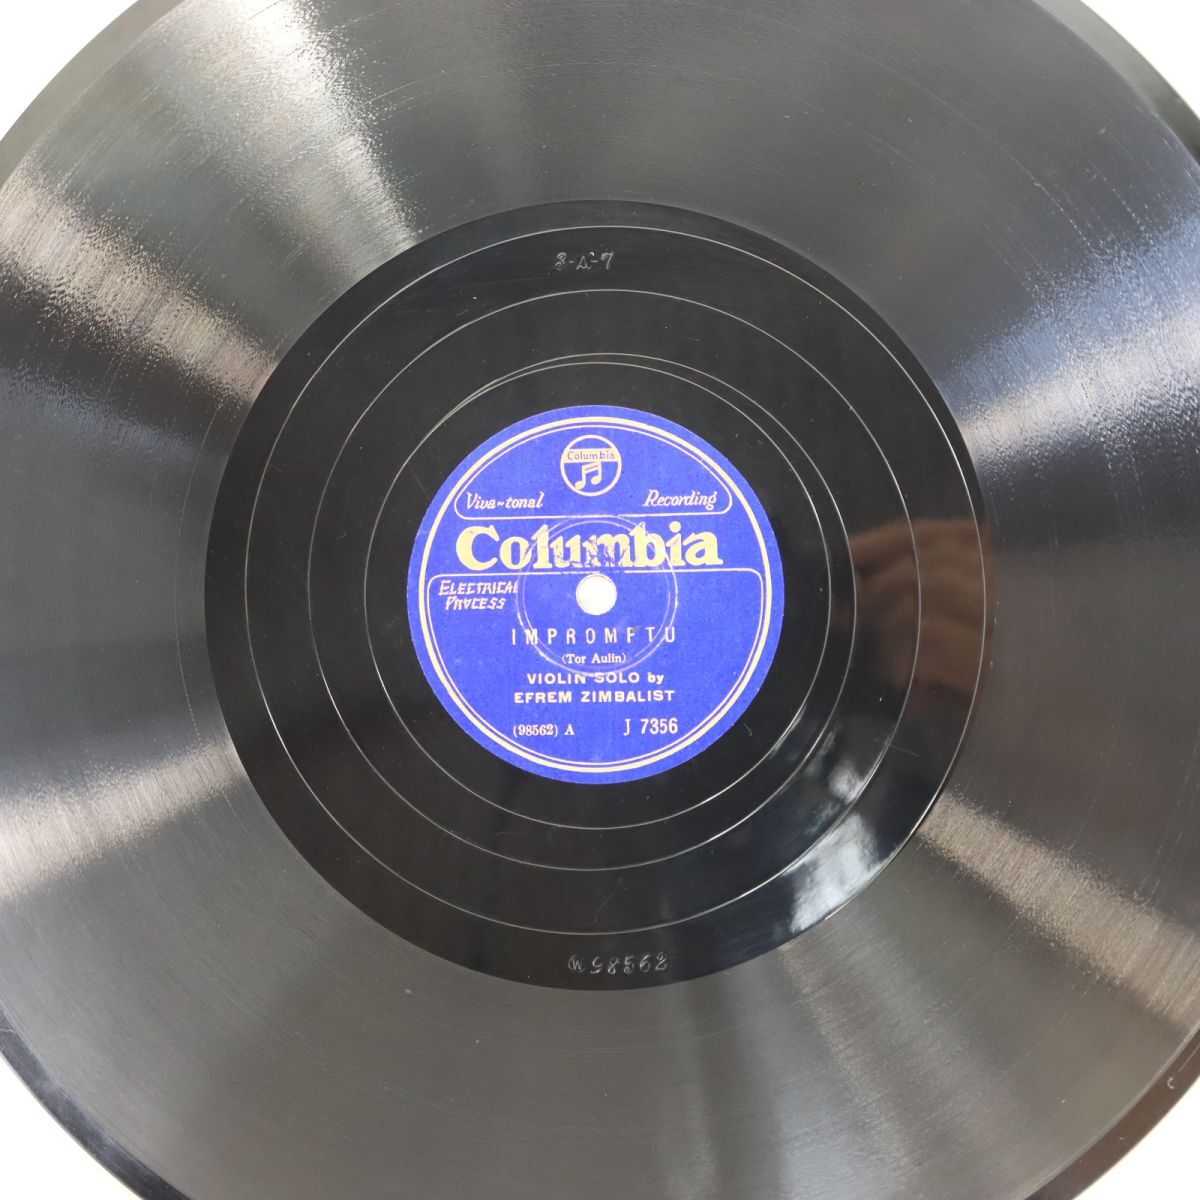 3-A-7
Columbia
Viva-tonal Recording
Columbia
ELECTRICAL
PROCESS
IMPROMPTU
(Tor Aulin)
VIOLIN SOLO by
EFREM ZIMBALIST
(98562) A J 7356
W 98562